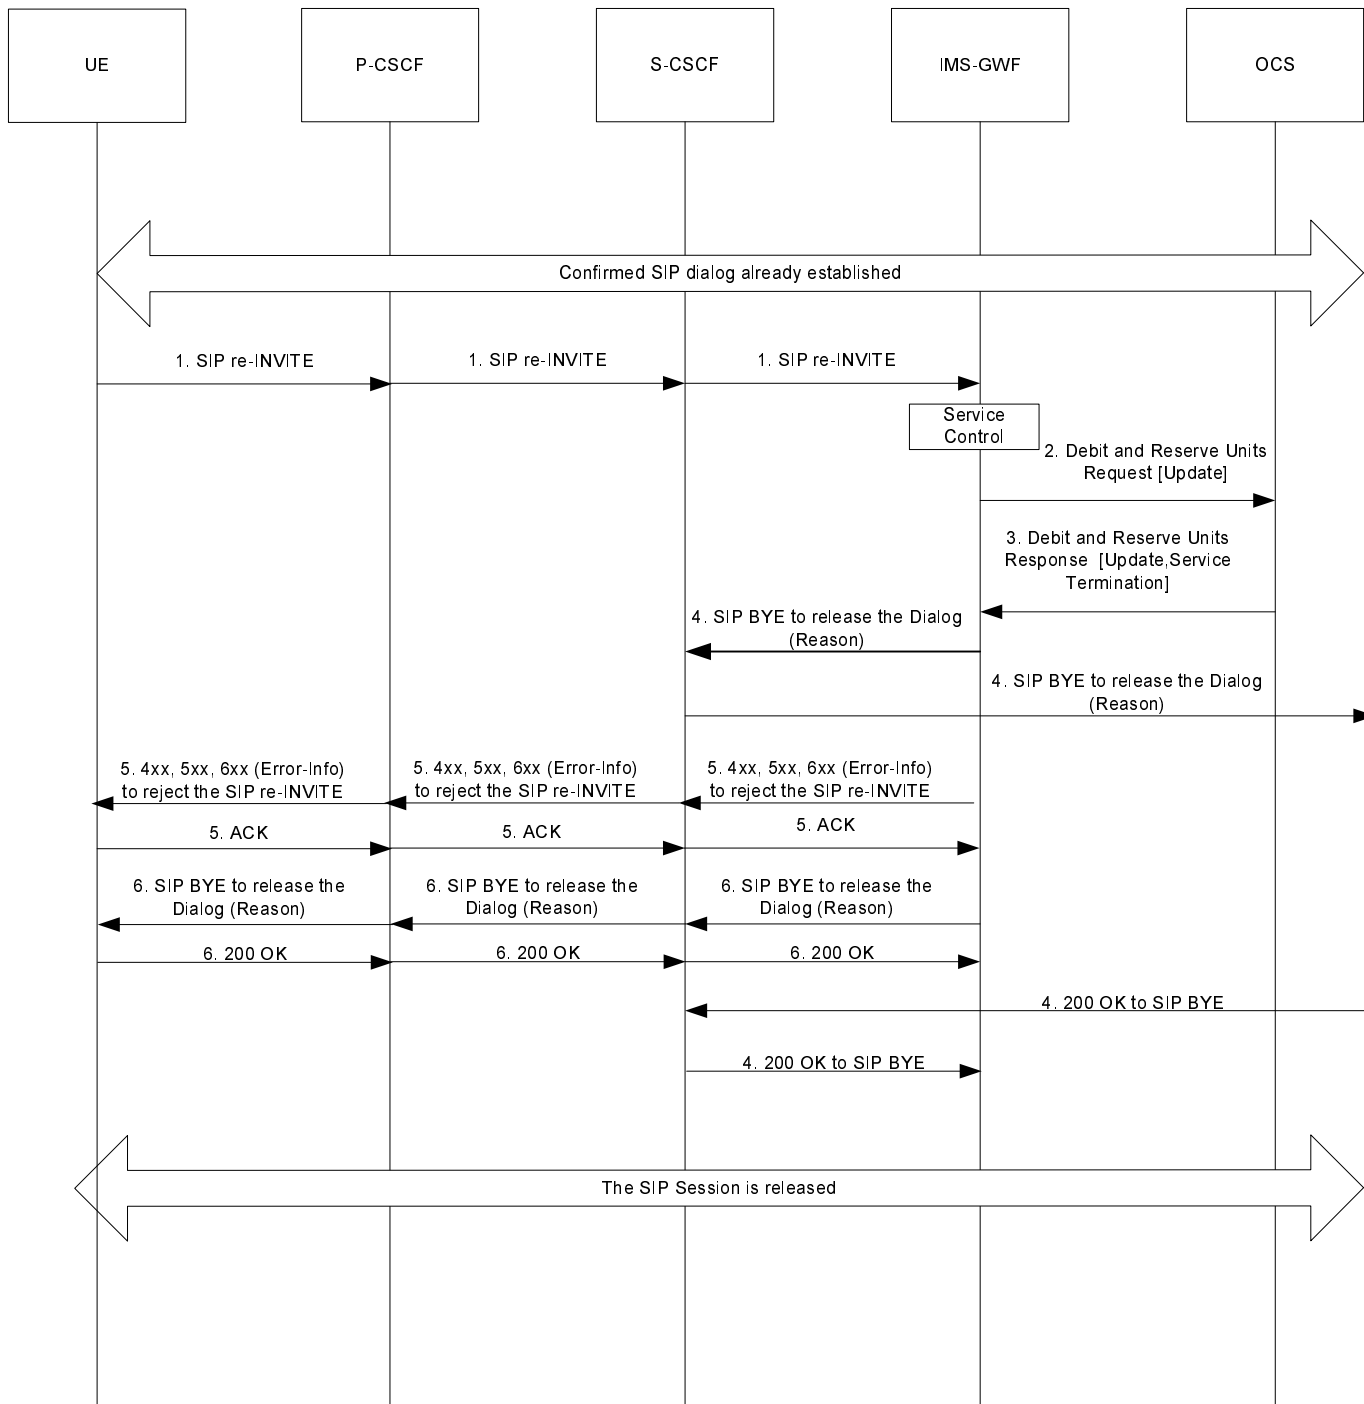 UE
P-CSCF
S-CSCF
IMS-GWF
OCS
Confirmed SIP dialog already established
1. SIP re-INVITE
1. SIP re-INVITE
1. SIP re-INVITE
Service
Control
2. Debit and Reserve Units
Request [Update]
3. Debit and Reserve Units
Response [Update,Service
Termination]
4. SIP BYE to release the Dialog
(Reason)
4. SIP BYE to release the Dialog
(Reason)
5. 4xx, 5xx, 6xx (Error-Info)
to reject the SIP re-INVITE
5. 4xx, 5xx, 6xx (Error-Info)
to reject the SIP re-INVITE
5. 4xx, 5xx, 6xx (Error-Info)
to reject the SIP re-INVITE
5. ACK
5. ACK
5. ACK
6. SIP BYE to release the
Dialog (Reason)
6. SIP BYE to release the
Dialog (Reason)
6. SIP BYE to release the
Dialog (Reason)
6. 200 OK
6. 200 OK
6. 200 OK
4. 200 OK to SIP BYE
4. 200 OK to SIP BYE
The SIP Session is released